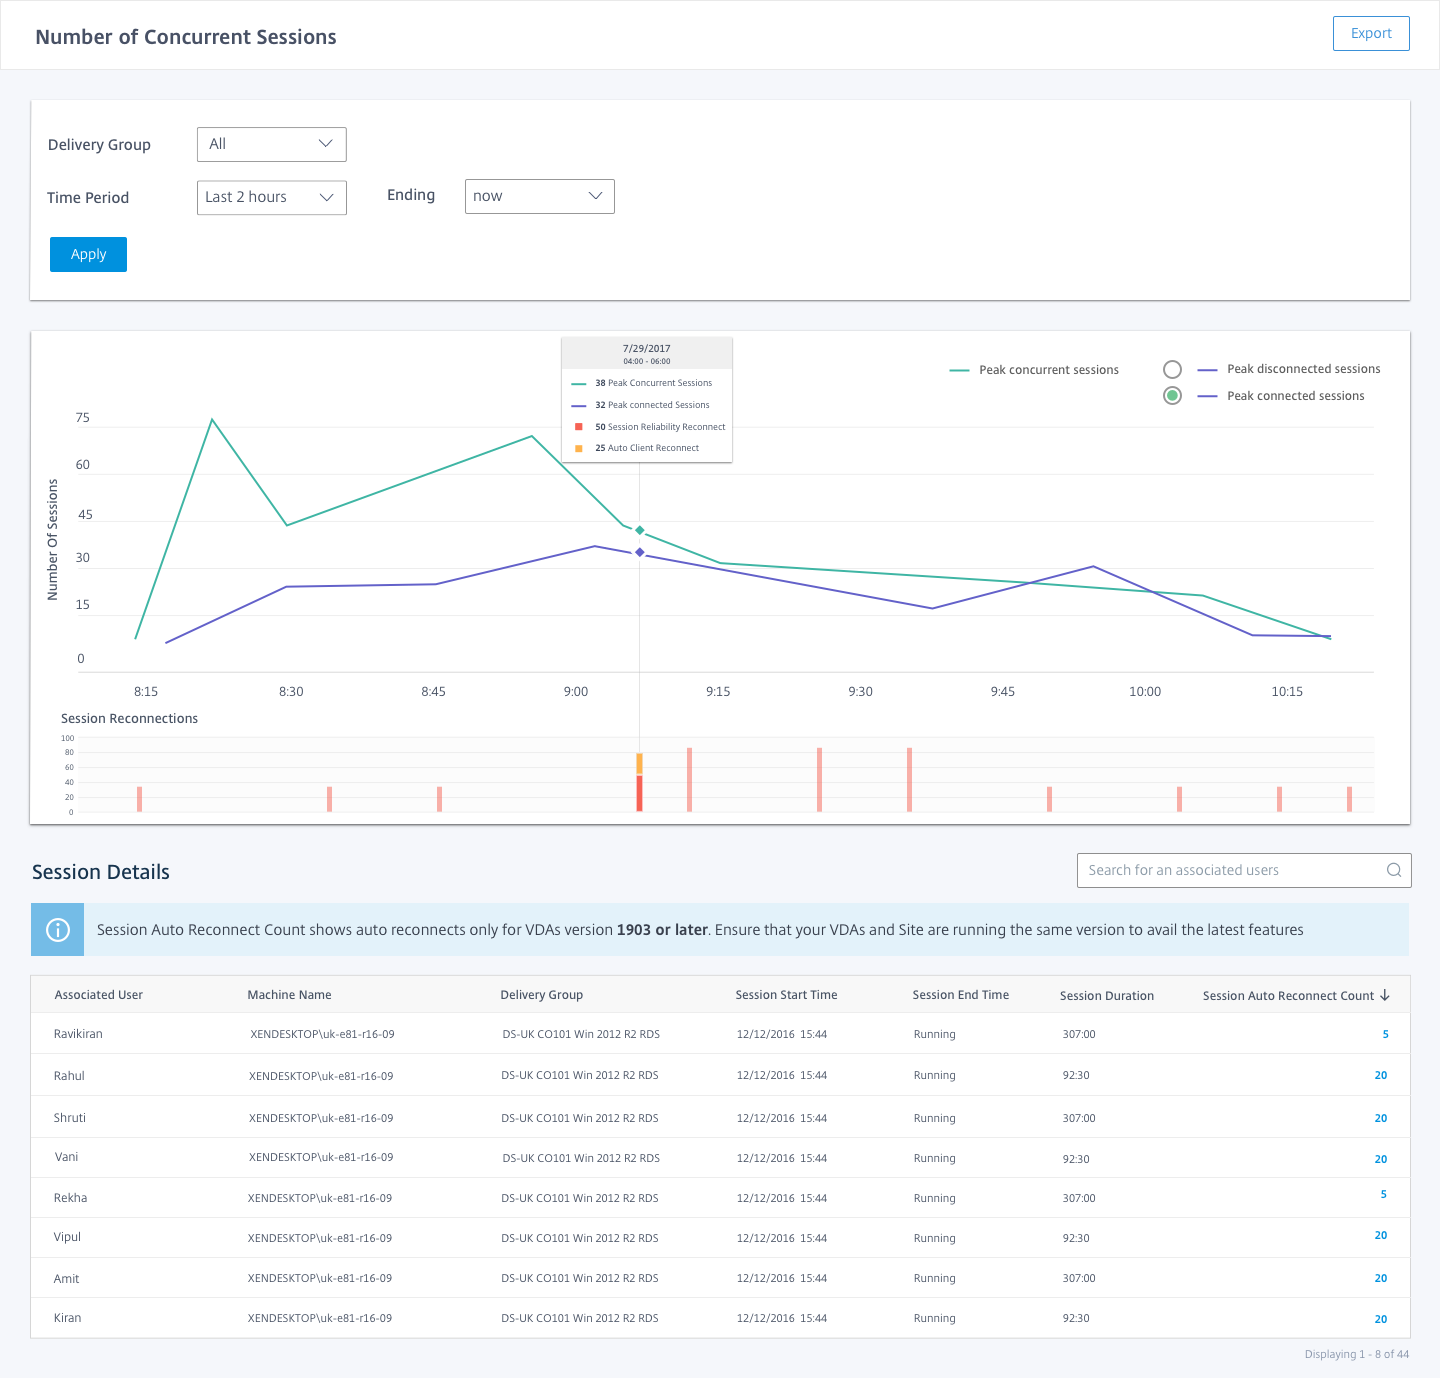 Number of Concurrent Sessions
Export
Delivery Group
All
Time Period
Last 2 hours
Ending
now
Apply
7/29/2017
04:00 - 06:00
38 Peak Concurrent Sessions
32 Peak connected Sessions
50 Session Reliability Reconnect
25 Auto Client Reconnect
Peak concurrent sessions
Peak disconnected sessions
Peak connected sessions
Number Of Sessions
75
60
45
30
15
0
8:15 8:30 8:45 9:00 9:15 9:30 9:45 10:00 10:15
Session Reconnections
100
80
60
40
20
0
Session Details
Search for an associated users
Session Auto Reconnect Count shows auto reconnects only for VDAs version 1903 or later. Ensure that your VDAs and Site are running the same version to avail the latest features
Associated User Machine Name Delivery Group Session Start Time Session End Time Session Duration Session Auto Reconnect Count
Ravikiran XENDESKTOP\uk-e81-r16-09 DS-UK CO101 Win 2012 R2 RDS 12/12/2016 15:44 Running 307:00 5
Rahul XENDESKTOP\uk-e81-r16-09 DS-UK CO101 Win 2012 R2 RDS 12/12/2016 15:44 Running 92:30 20
Shruti XENDESKTOP\uk-e81-r16-09 DS-UK CO101 Win 2012 R2 RDS 12/12/2016 15:44 Running 307:00 20
Vani XENDESKTOP\uk-e81-r16-09 DS-UK CO101 Win 2012 R2 RDS 12/12/2016 15:44 Running 92:30 20
Rekha XENDESKTOP\uk-e81-r16-09 DS-UK CO101 Win 2012 R2 RDS 12/12/2016 15:44 Running 307:00 5
Vipul XENDESKTOP\uk-e81-r16-09 DS-UK CO101 Win 2012 R2 RDS 12/12/2016 15:44 Running 92:30 20
Amit XENDESKTOP\uk-e81-r16-09 DS-UK CO101 Win 2012 R2 RDS 12/12/2016 15:44 Running 307:00 20
Kiran XENDESKTOP\uk-e81-r16-09 DS-UK CO101 Win 2012 R2 RDS 12/12/2016 15:44 Running 92:30 20
Displaying 1 - 8 of 44